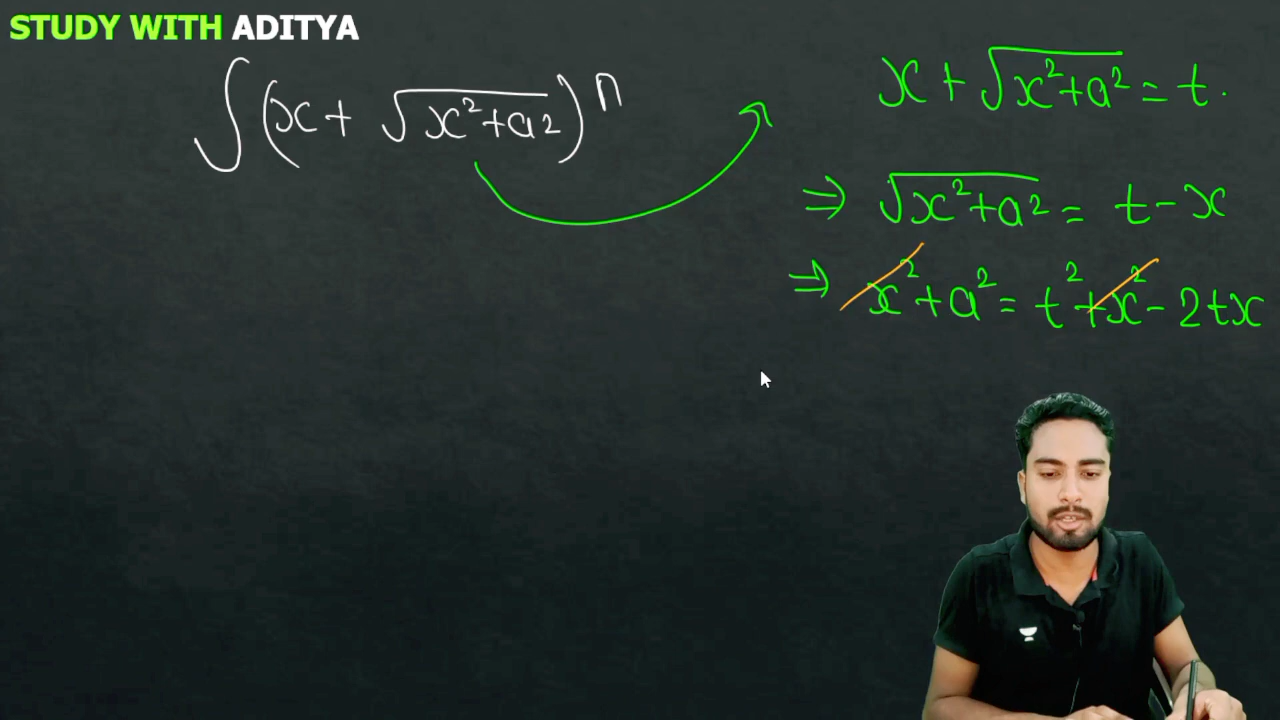 STUDY WITH ADITYA
∫(x + √x²+a²)ⁿ
x + √x²+a² = t.
⇒ √x²+a² = t - x
⇒ x²+a² = t²+x² - 2tx